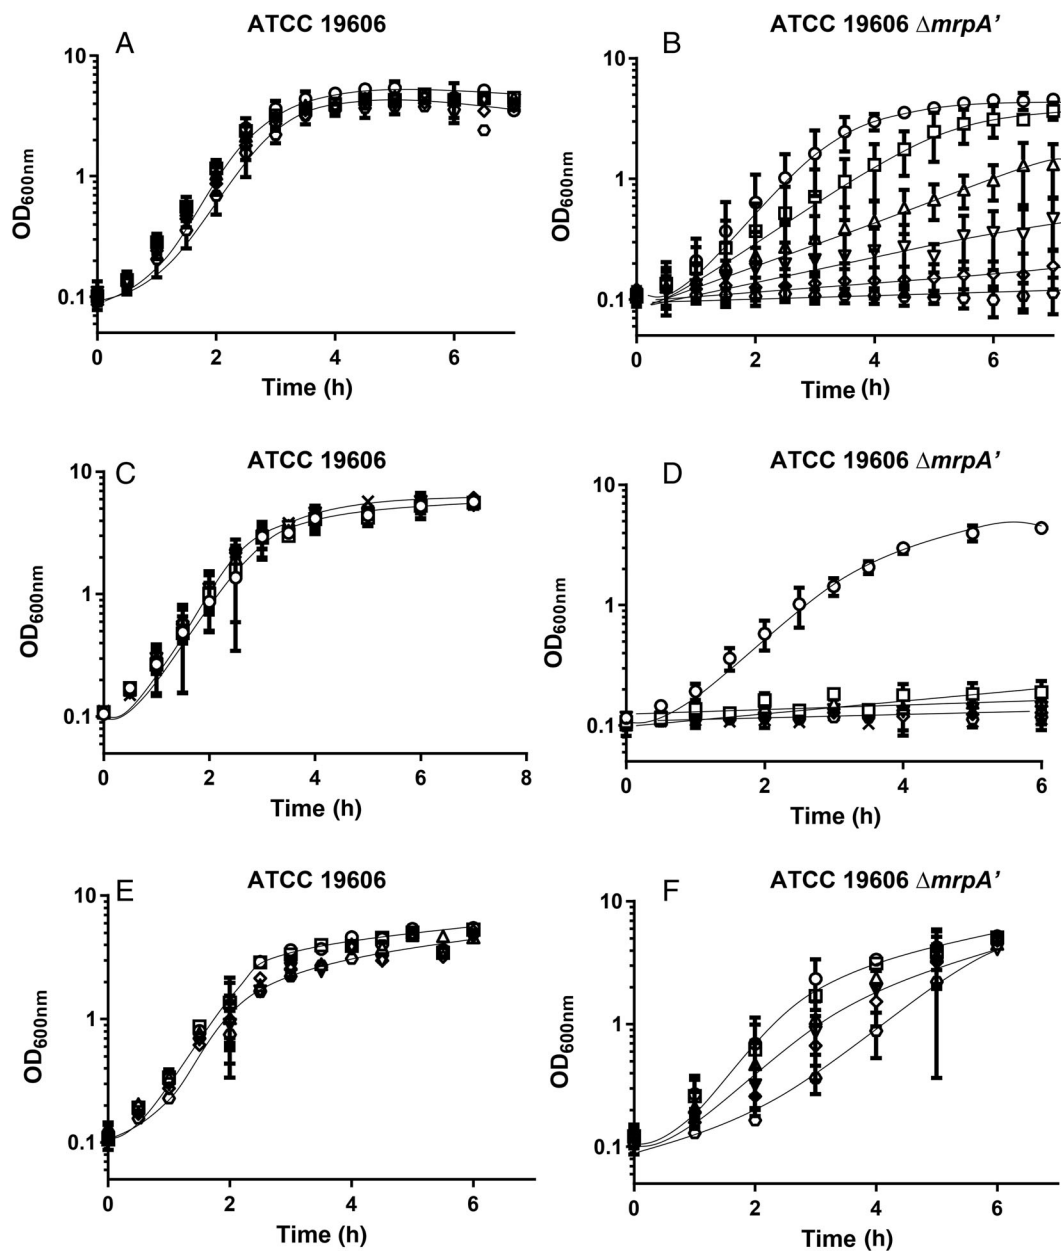 ATCC 19606
A
10
1
0.1
OD600nm
0 2 4 6
Time (h)
ATCC 19606 ΔmrpA’
B
10
1
0.1
OD600nm
0 2 4 6
Time (h)
ATCC 19606
C
10
1
0.1
OD600nm
0 2 4 6 8
Time (h)
ATCC 19606 ΔmrpA’
D
10
1
0.1
OD600nm
0 2 4 6
Time (h)
ATCC 19606
E
10
1
0.1
OD600nm
0 2 4 6
Time (h)
ATCC 19606 ΔmrpA’
F
10
1
0.1
OD600nm
0 2 4 6
Time (h)